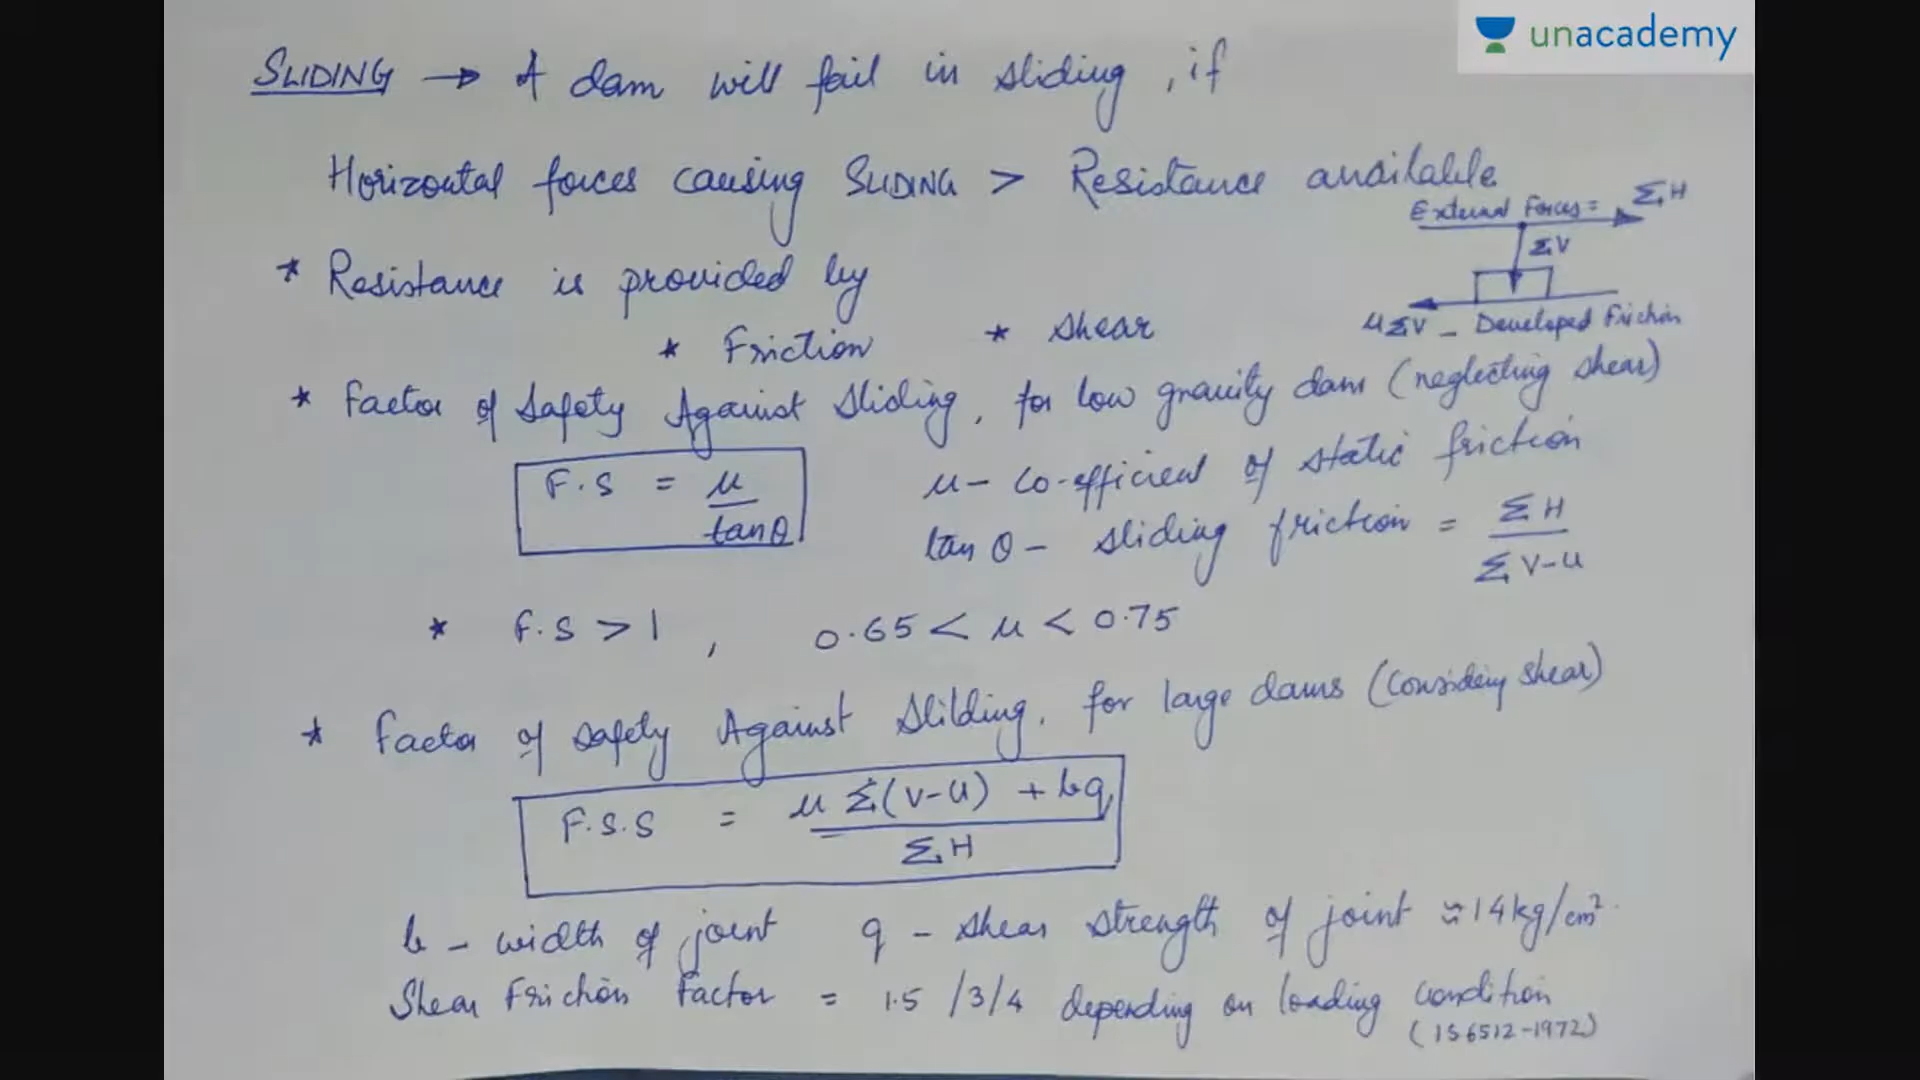 unacademy
SLIDING → A dam will fail in sliding, if
Horizontal forces causing SLIDING > Resistance available
External Forces = ΣH
ΣV
μΣV - Developed Friction
* Resistance is provided by
* Friction * Shear
* Factor of Safety Against Sliding, for low gravity dam (neglecting shear)
F.S = μ / tanθ
μ - Co-efficient of static friction
tan θ - sliding friction = ΣH / ΣV-U
* F.S > 1, 0.65 < μ < 0.75
* Factor of safety Against Slilding, for large dams (Considering Shear)
F.S.S = μ Σ(V-U) + bq / ΣH
b - width of joint q - shear strength of joint ≈ 14kg/cm²
Shear Friction Factor = 1.5 /3/4 depending on loading condition
(IS 6512-1972)